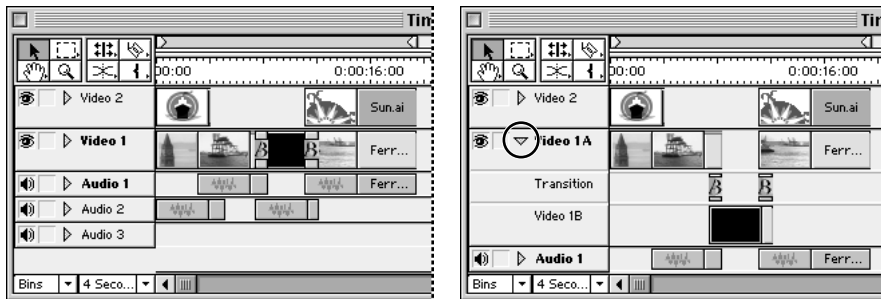 Tin
00:00
0:00:16:00
Video 2
Sun.ai
Video 1
B
B
Ferr...
Audio 1
Ferr...
Audio 2
Audio 3
Bins
4 Seco...
Tir
00:00
0:00:16:00
Video 2
Sun.ai
Video 1A
Ferr...
Transition
B
B
Video 1B
Audio 1
Ferr...
Bins
4 Seco...